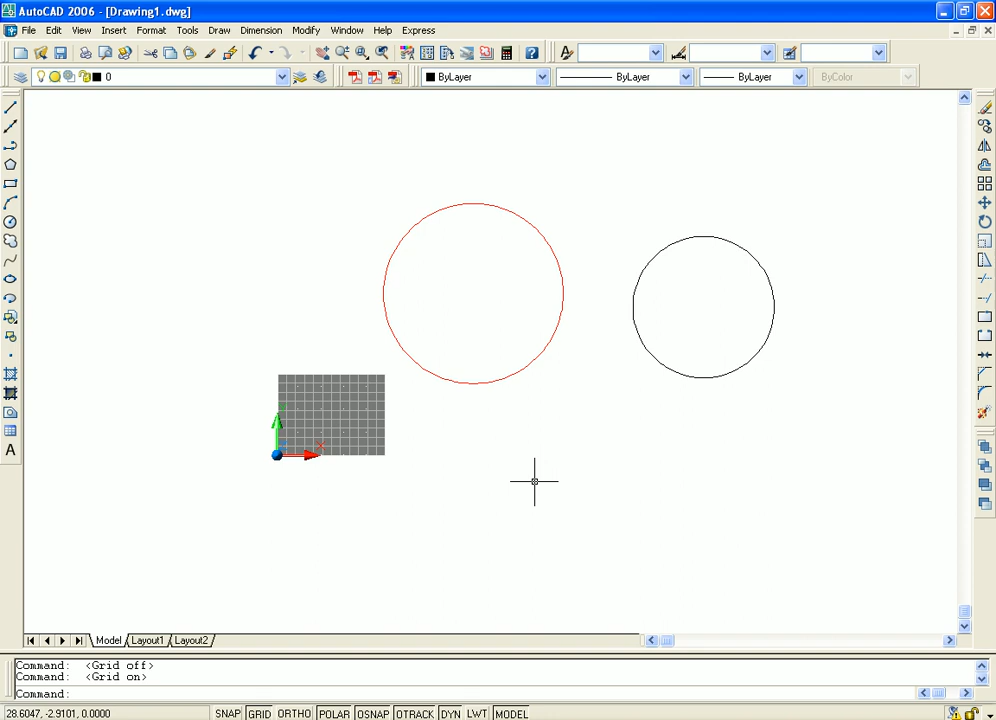 AutoCAD 2006 - [Drawing1.dwg]
File Edit View Insert Format Tools Draw Dimension Modify Window Help Express
0 ByLayer ByLayer ByLayer ByColor
A
X
Model Layout1 Layout2
Command: <Grid off>
Command: <Grid on>
Command:
28.6047, -2.9101, 0.0000 SNAP GRID ORTHO POLAR OSNAP OTRACK DYN LWT MODEL